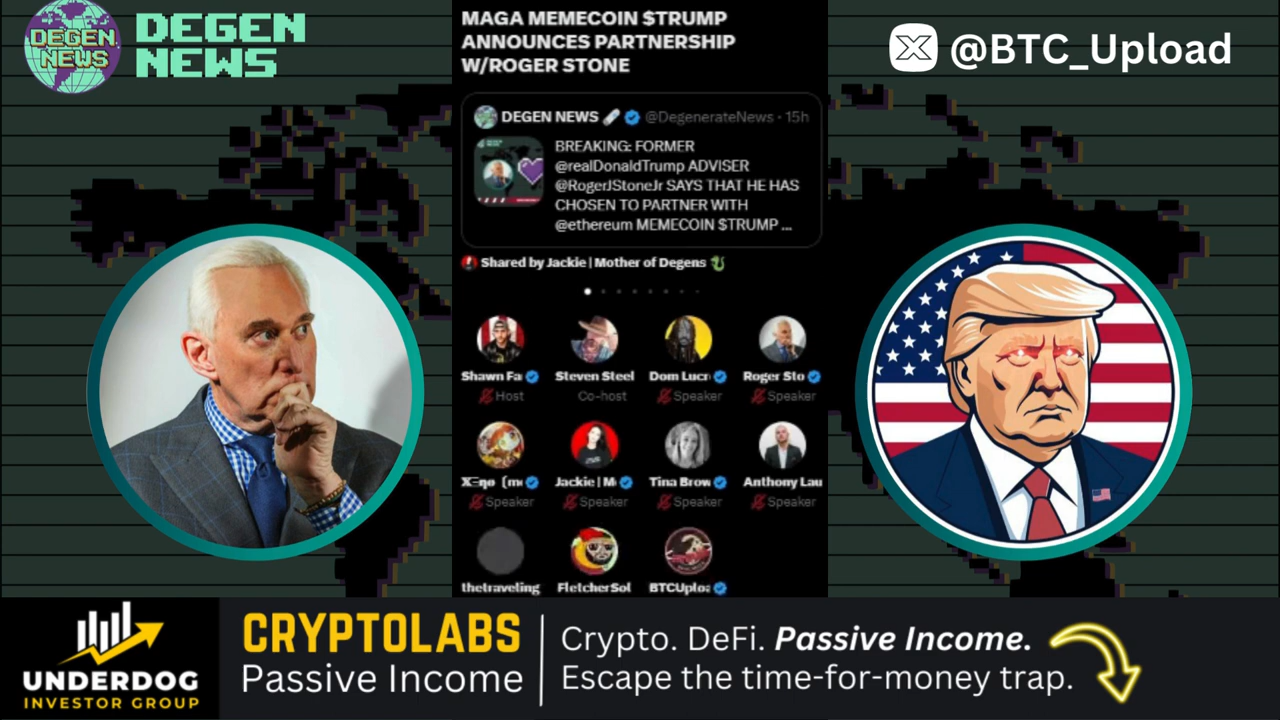 DEGEN
NEWS
DEGEN
NEWS
MAGA MEMECOIN $TRUMP
ANNOUNCES PARTNERSHIP
W/ROGER STONE
@BTC_Upload
DEGEN NEWS @DegenerateNews · 15h
BREAKING: FORMER
@realDonaldTrump ADVISER
@RogerJStoneJr SAYS THAT HE HAS
CHOSEN TO PARTNER WITH
@ethereum MEMECOIN $TRUMP ...
Shared by Jackie | Mother of Degens
Shawn Fa Steven Steel Dom Lucr Roger Sto
Host Co-host Speaker Speaker
Jackie | M Tina Brow Anthony Lau
Speaker Speaker Speaker Speaker
thetraveling FletcherSol BTCUploa
UNDERDOG
INVESTOR GROUP
CRYPTOLABS
Passive Income
Crypto. DeFi. Passive Income.
Escape the time-for-money trap.